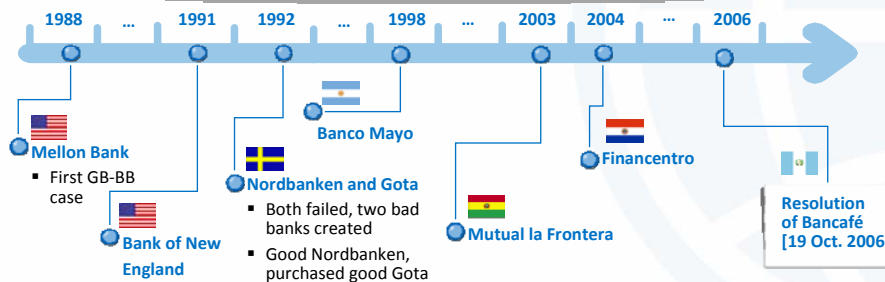 1988 ... 1991 1992 ... 1998 ... 2003 2004 ... 2006
Mellon Bank
▪ First GB-BB
case
Bank of New
England
Nordbanken and Gota
▪ Both failed, two bad
banks created
▪ Good Nordbanken,
purchased good Gota
Banco Mayo
Mutual la Frontera
Financentro
Resolution
of Bancafé
[19 Oct. 2006